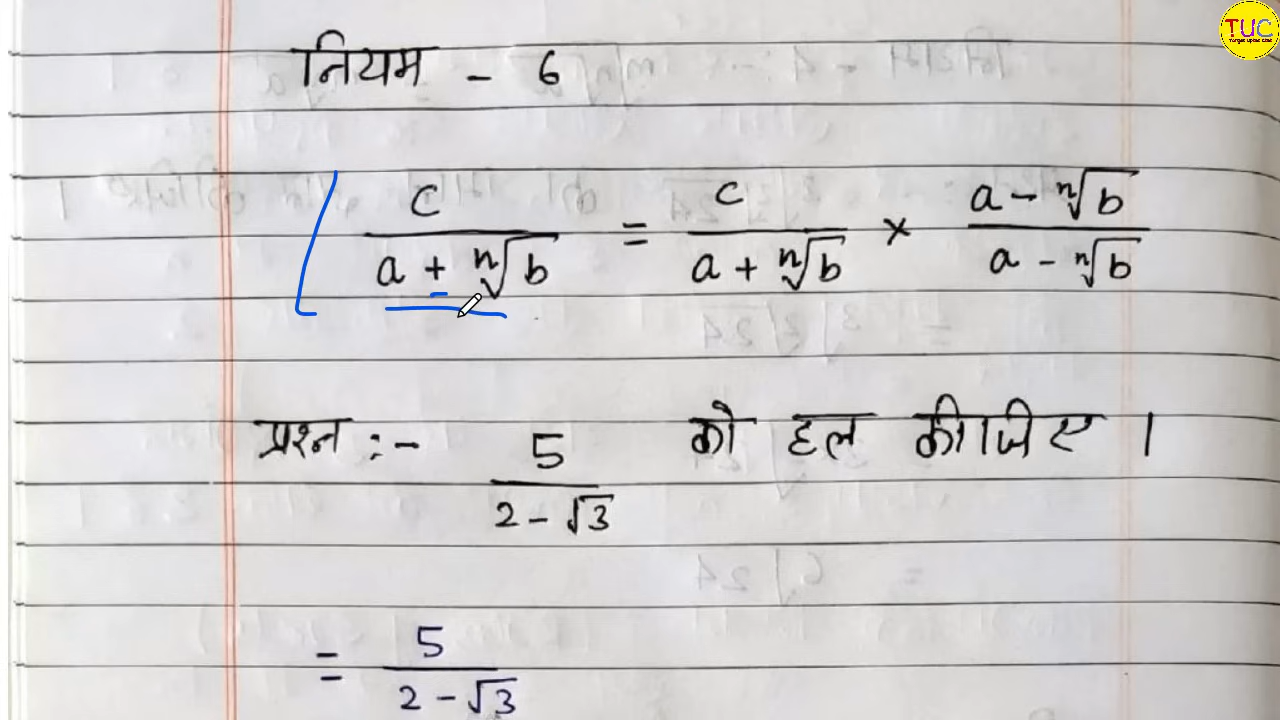 TUC
नियम - 6
c / a + ⁿ√b = c / a + ⁿ√b × a - ⁿ√b / a - ⁿ√b
प्रश्न :- 5 / 2 - √3 को हल कीजिए ।
= 5 / 2 - √3